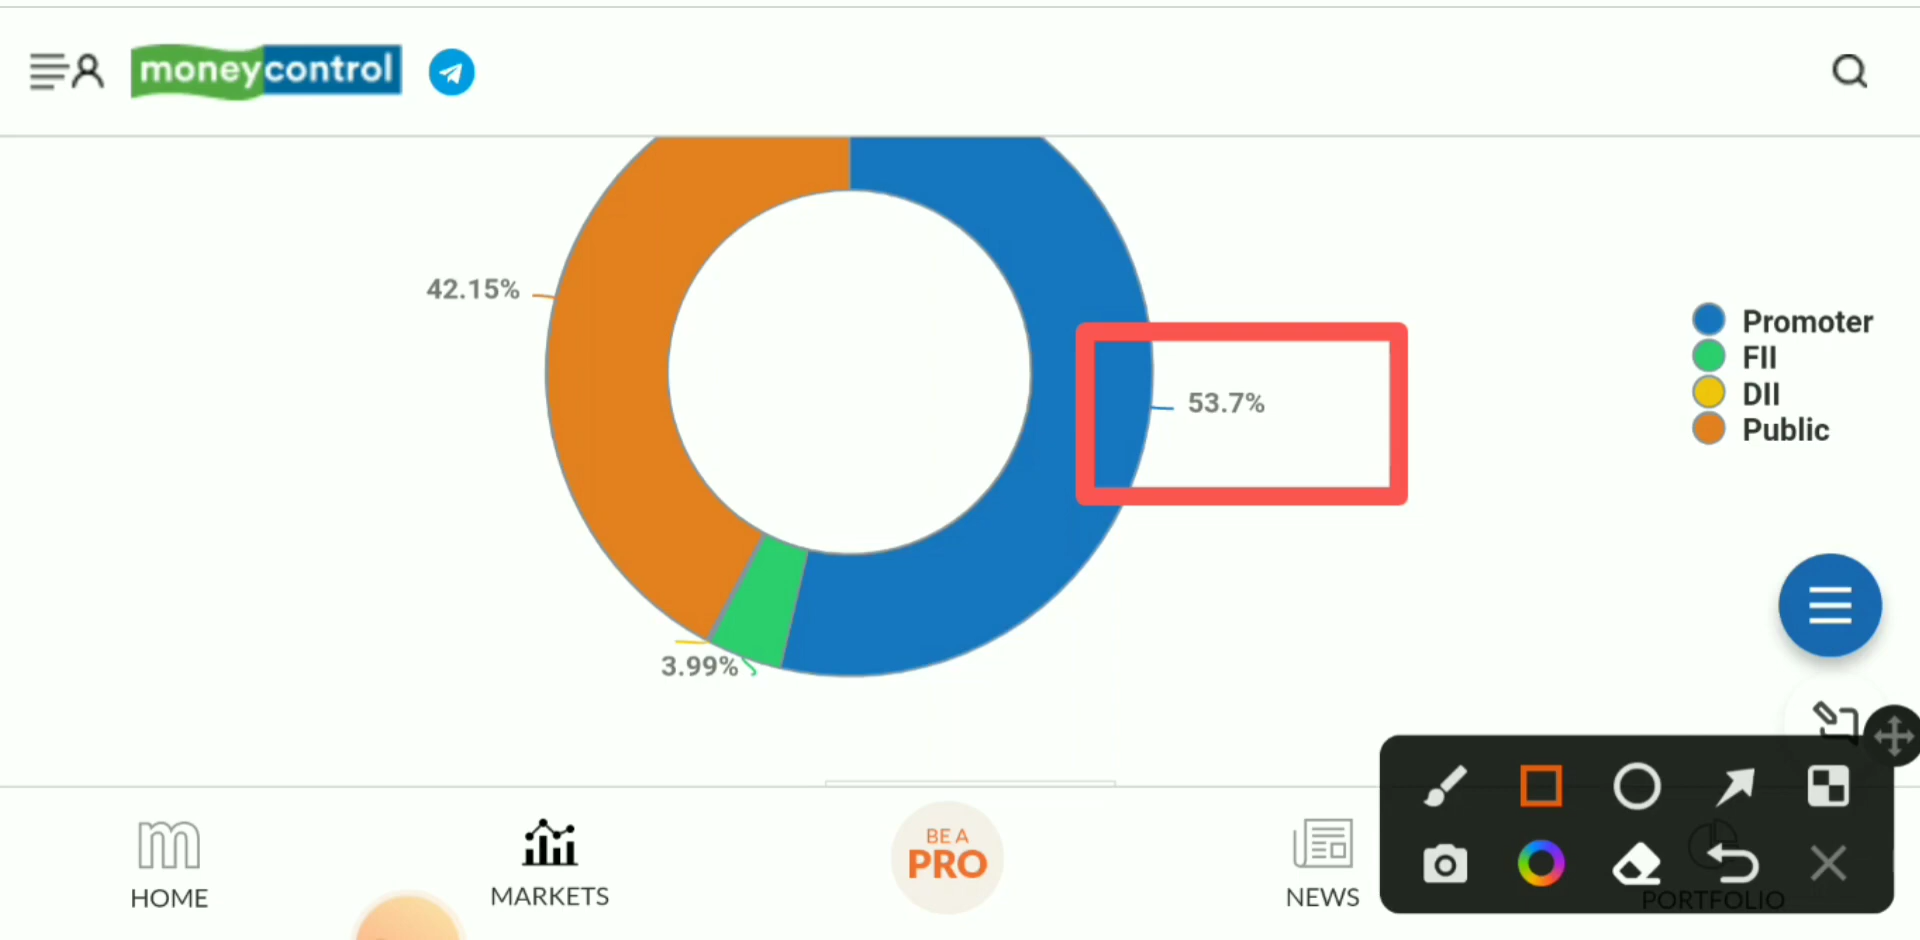 moneycontrol
42.15%
53.7%
3.99%
Promoter
FII
DII
Public
HOME
MARKETS
BE A
PRO
NEWS
PORTFOLIO